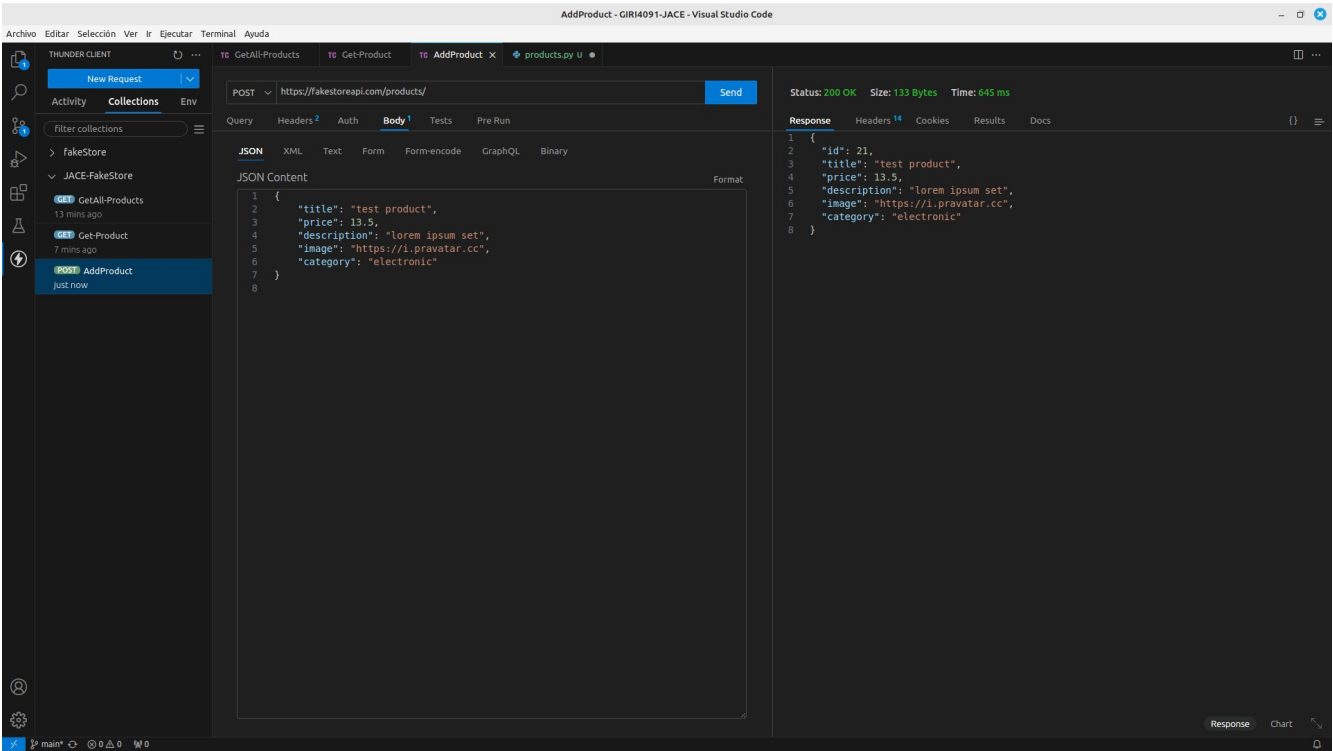 AddProduct - GIRI4091-JACE - Visual Studio Code
Archivo Editar Selección Ver Ir Ejecutar Terminal Ayuda
THUNDER CLIENT
New Request
Activity Collections Env
filter collections
fakeStore
JACE-FakeStore
GET GetAll-Products
13 mins ago
GET Get-Product
7 mins ago
POST AddProduct
just now
TC GetAll-Products TC Get-Product TC AddProduct products.py U
POST https://fakestoreapi.com/products/ Send
Query Headers 2 Auth Body 1 Tests Pre Run
JSON XML Text Form Form-encode GraphQL Binary
JSON Content Format
1 {
2 "title": "test product",
3 "price": 13.5,
4 "description": "lorem ipsum set",
5 "image": "https://i.pravatar.cc",
6 "category": "electronic"
7 }
8
Status: 200 OK Size: 133 Bytes Time: 645 ms
Response Headers 14 Cookies Results Docs {}
1 {
2 "id": 21,
3 "title": "test product",
4 "price": 13.5,
5 "description": "lorem ipsum set",
6 "image": "https://i.pravatar.cc",
7 "category": "electronic"
8 }
Response Chart
1
1
main* 0 0 0